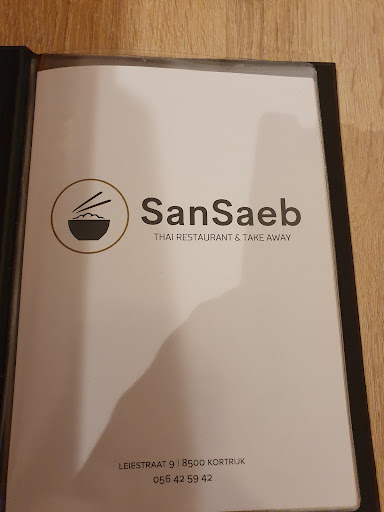 SanSaeb
THAI RESTAURANT & TAKE AWAY
LEIESTRAAT 9 | 8500 KORTRIJK
056 42 59 42